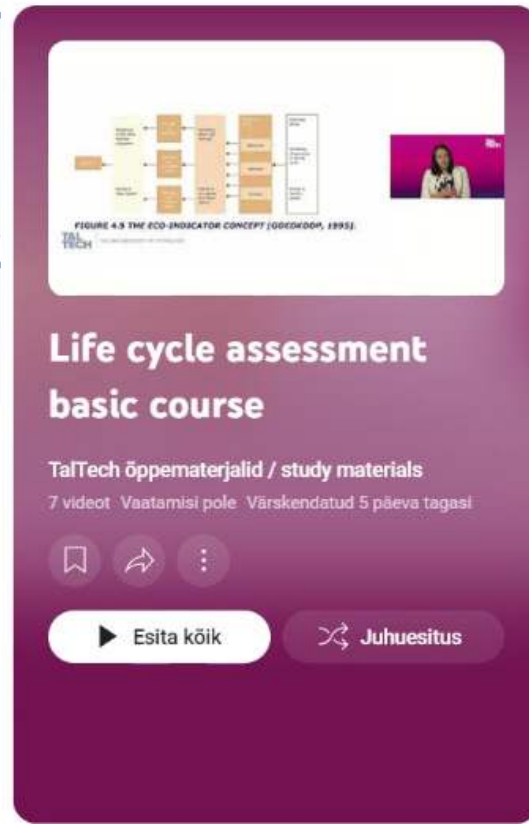 FIGURE 4.5 THE ECO-INDICATOR CONCEPT [GOEDKOOP, 1995].
TAL
TECH
Life cycle assessment
basic course
TalTech õppematerjalid / study materials
7 videot Vaatamisi pole Värskendatud 5 päeva tagasi
Esita kõik
Juhuesitus